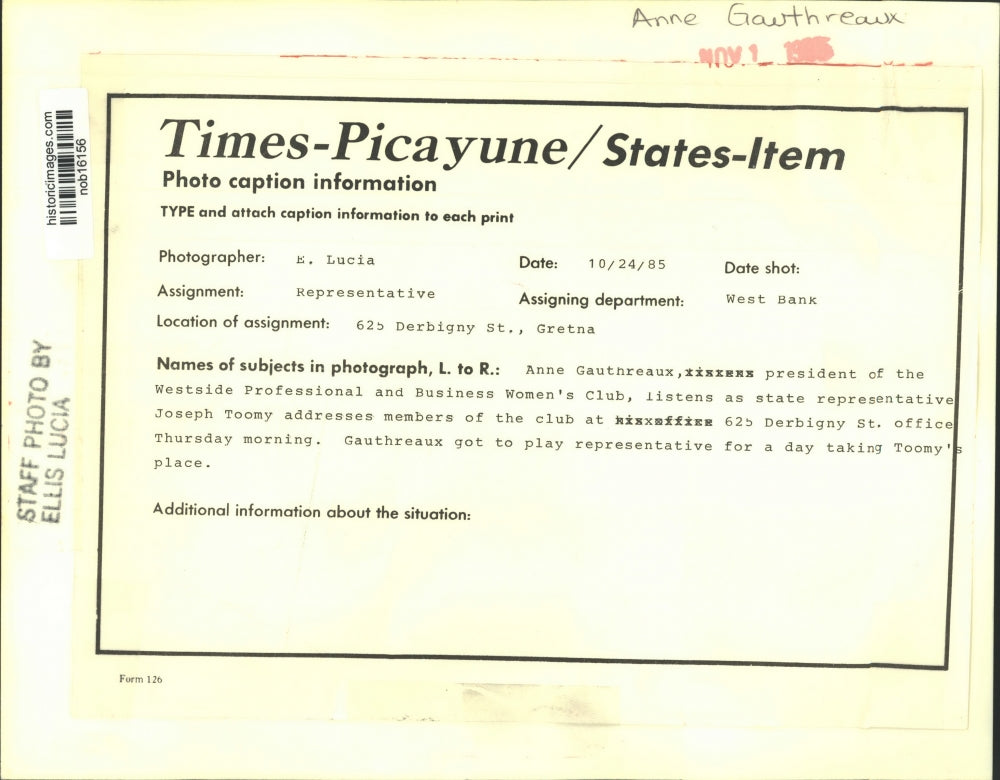 Anne Gauthreaux
NOV. 1 1985
historicimages.com
nob16156
STAFF PHOTO BY
ELLIS LUCIA
Times-Picayune/States-Item
Photo caption information
TYPE and attach caption information to each print
Photographer: E. Lucia Date: 10/24/85 Date shot:
Assignment: Representative Assigning department: West Bank
Location of assignment: 625 Derbigny St., Gretna
Names of subjects in photograph, L. to R.: Anne Gauthreaux, president of the
Westside Professional and Business Women's Club, listens as state representative
Joseph Toomy addresses members of the club at 625 Derbigny St. office
Thursday morning. Gauthreaux got to play representative for a day taking Toomy's
place.
Additional information about the situation:
Form 126